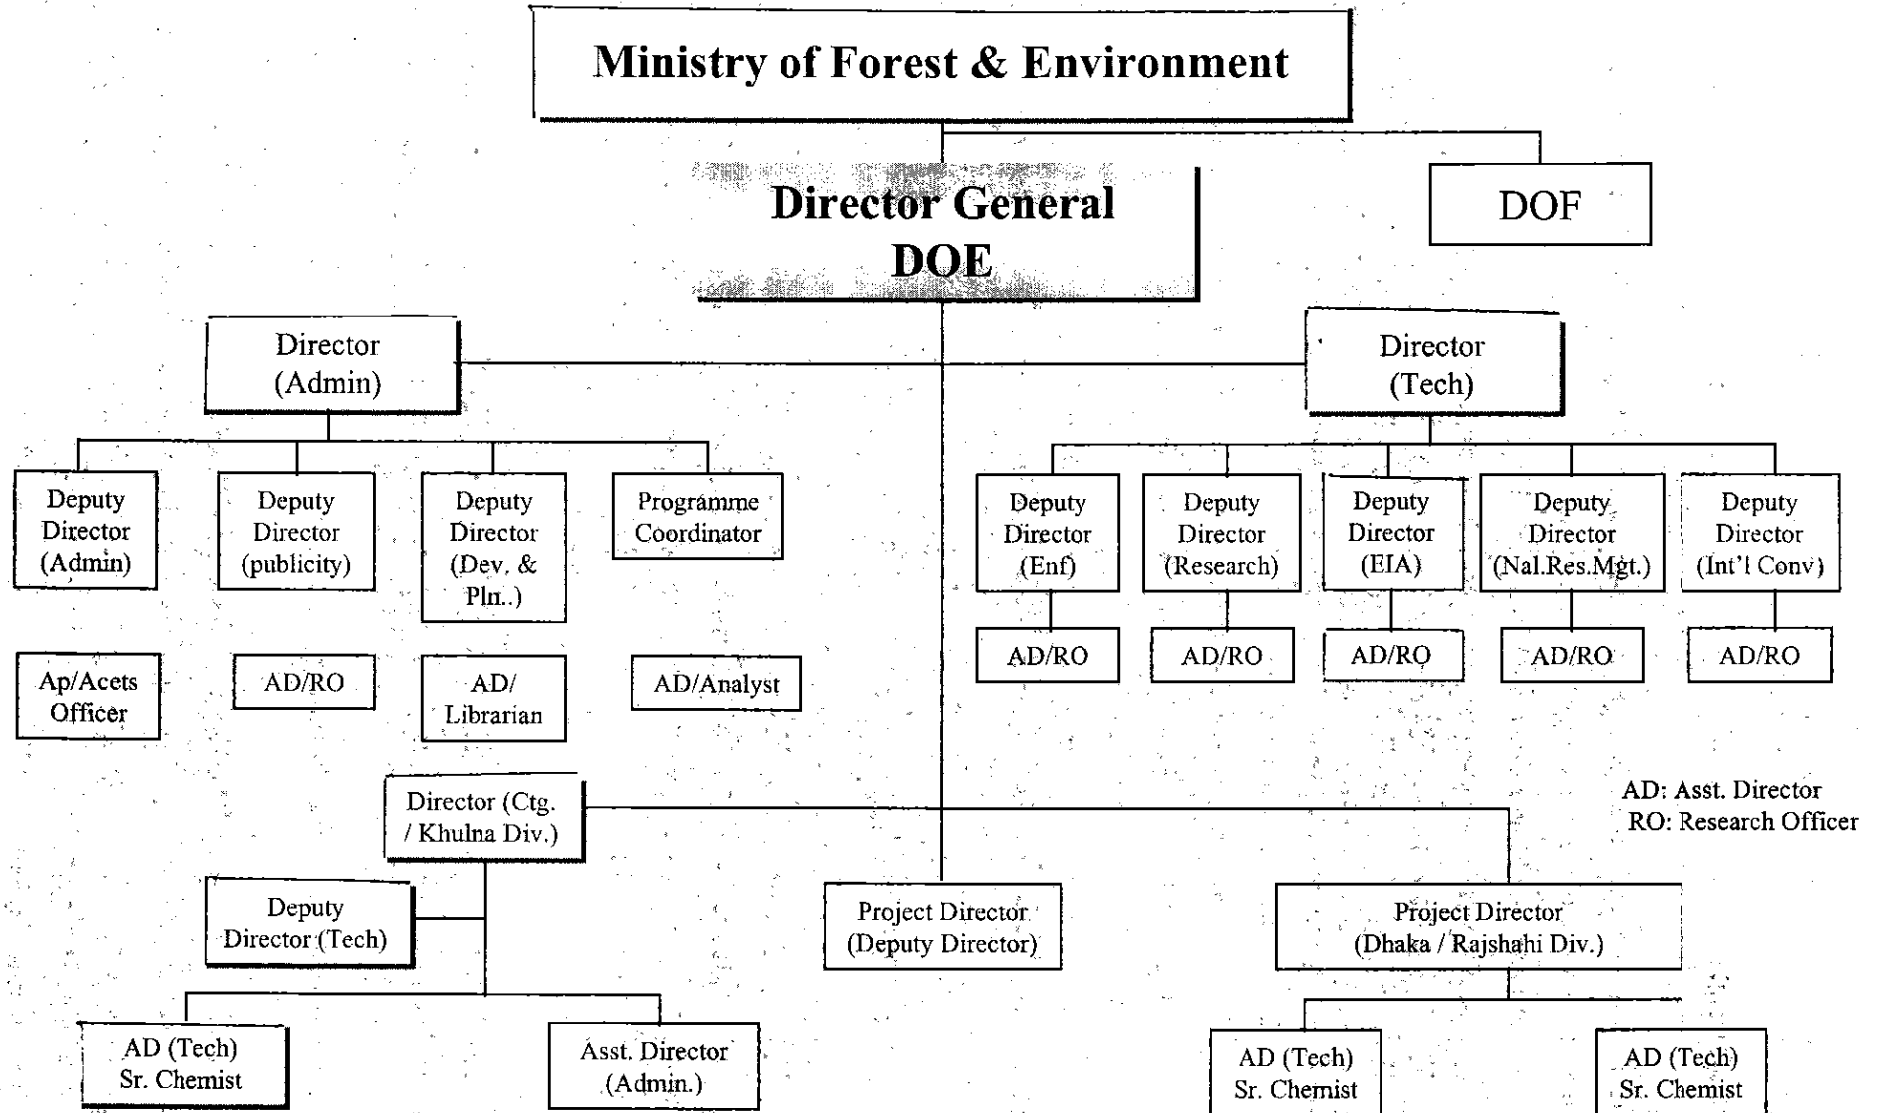 Ministry of Forest & Environment
Director General
DOE
DOF
Director
(Admin)
Director
(Tech)
Deputy
Director
(Admin)
Deputy
Director
(publicity)
Deputy
Director
(Dev. &
Pln..)
Programme
Coordinator
Deputy
Director
(Enf)
Deputy
Director
(Research)
Deputy
Director
(EIA)
Deputy
Director
(Nal.Res.Mgt.)
Deputy
Director
(Int'l Conv)
Ap/Acets
Officer
AD/RO
AD/
Librarian
AD/Analyst
AD/RO
AD/RO
AD/RO
AD/RO
AD/RO
Director (Ctg.
/ Khulna Div.)
AD: Asst. Director
RO: Research Officer
Deputy
Director (Tech)
Project Director
(Deputy Director)
Project Director
(Dhaka / Rajshahi Div.)
AD (Tech)
Sr. Chemist
Asst. Director
(Admin.)
AD (Tech)
Sr. Chemist
AD (Tech)
Sr. Chemist